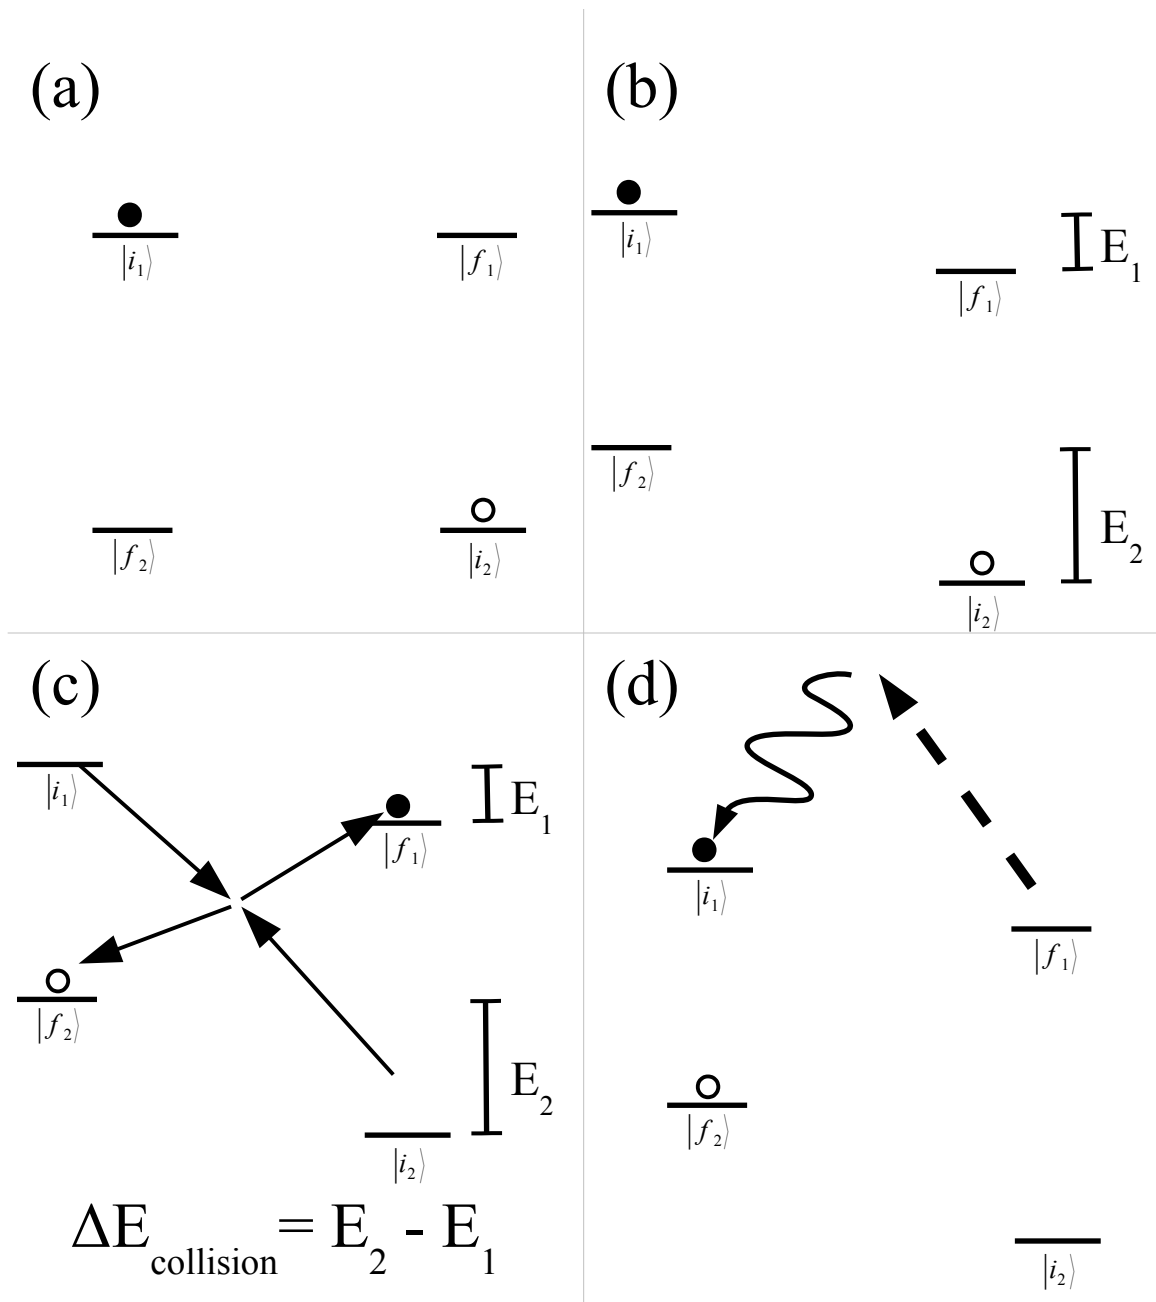 (a)
|i₁⟩
|f₁⟩
|f₂⟩
|i₂⟩
(b)
|i₁⟩
|f₁⟩
E₁
|f₂⟩
E₂
|i₂⟩
(c)
|i₁⟩
E₁
|f₁⟩
|f₂⟩
E₂
|i₂⟩
ΔE_collision = E₂ - E₁
(d)
|i₁⟩
|f₁⟩
|f₂⟩
|i₂⟩